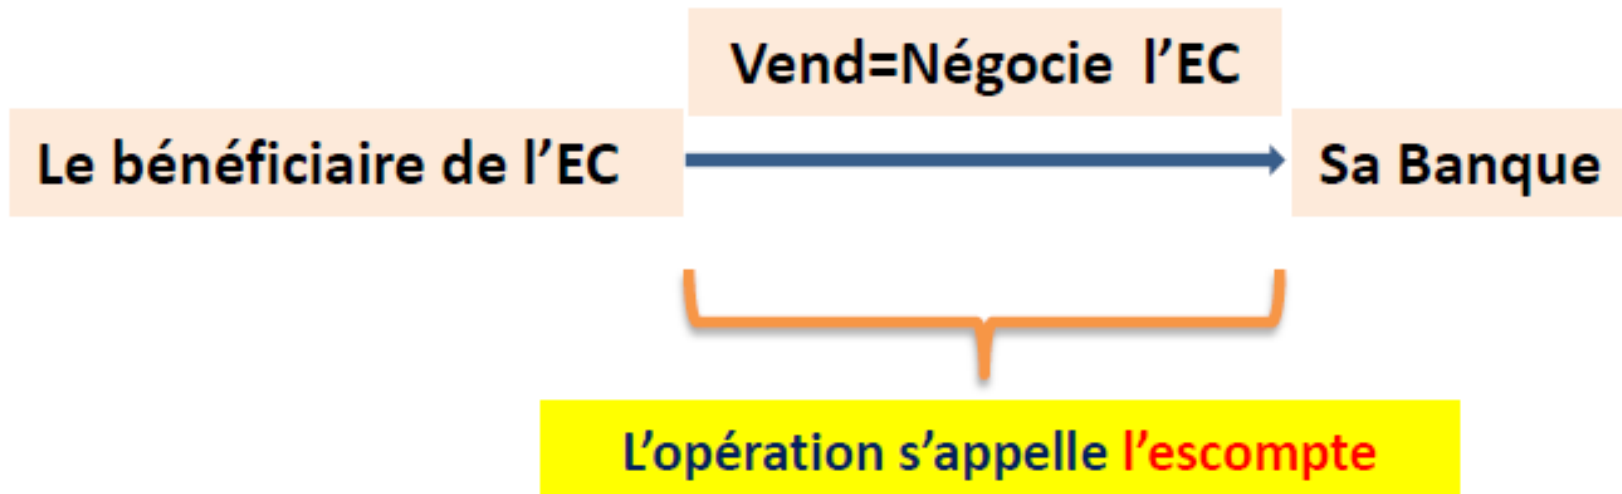 Vend=Négocie l’EC
Le bénéficiaire de l’EC
Sa Banque
L’opération s’appelle l’escompte